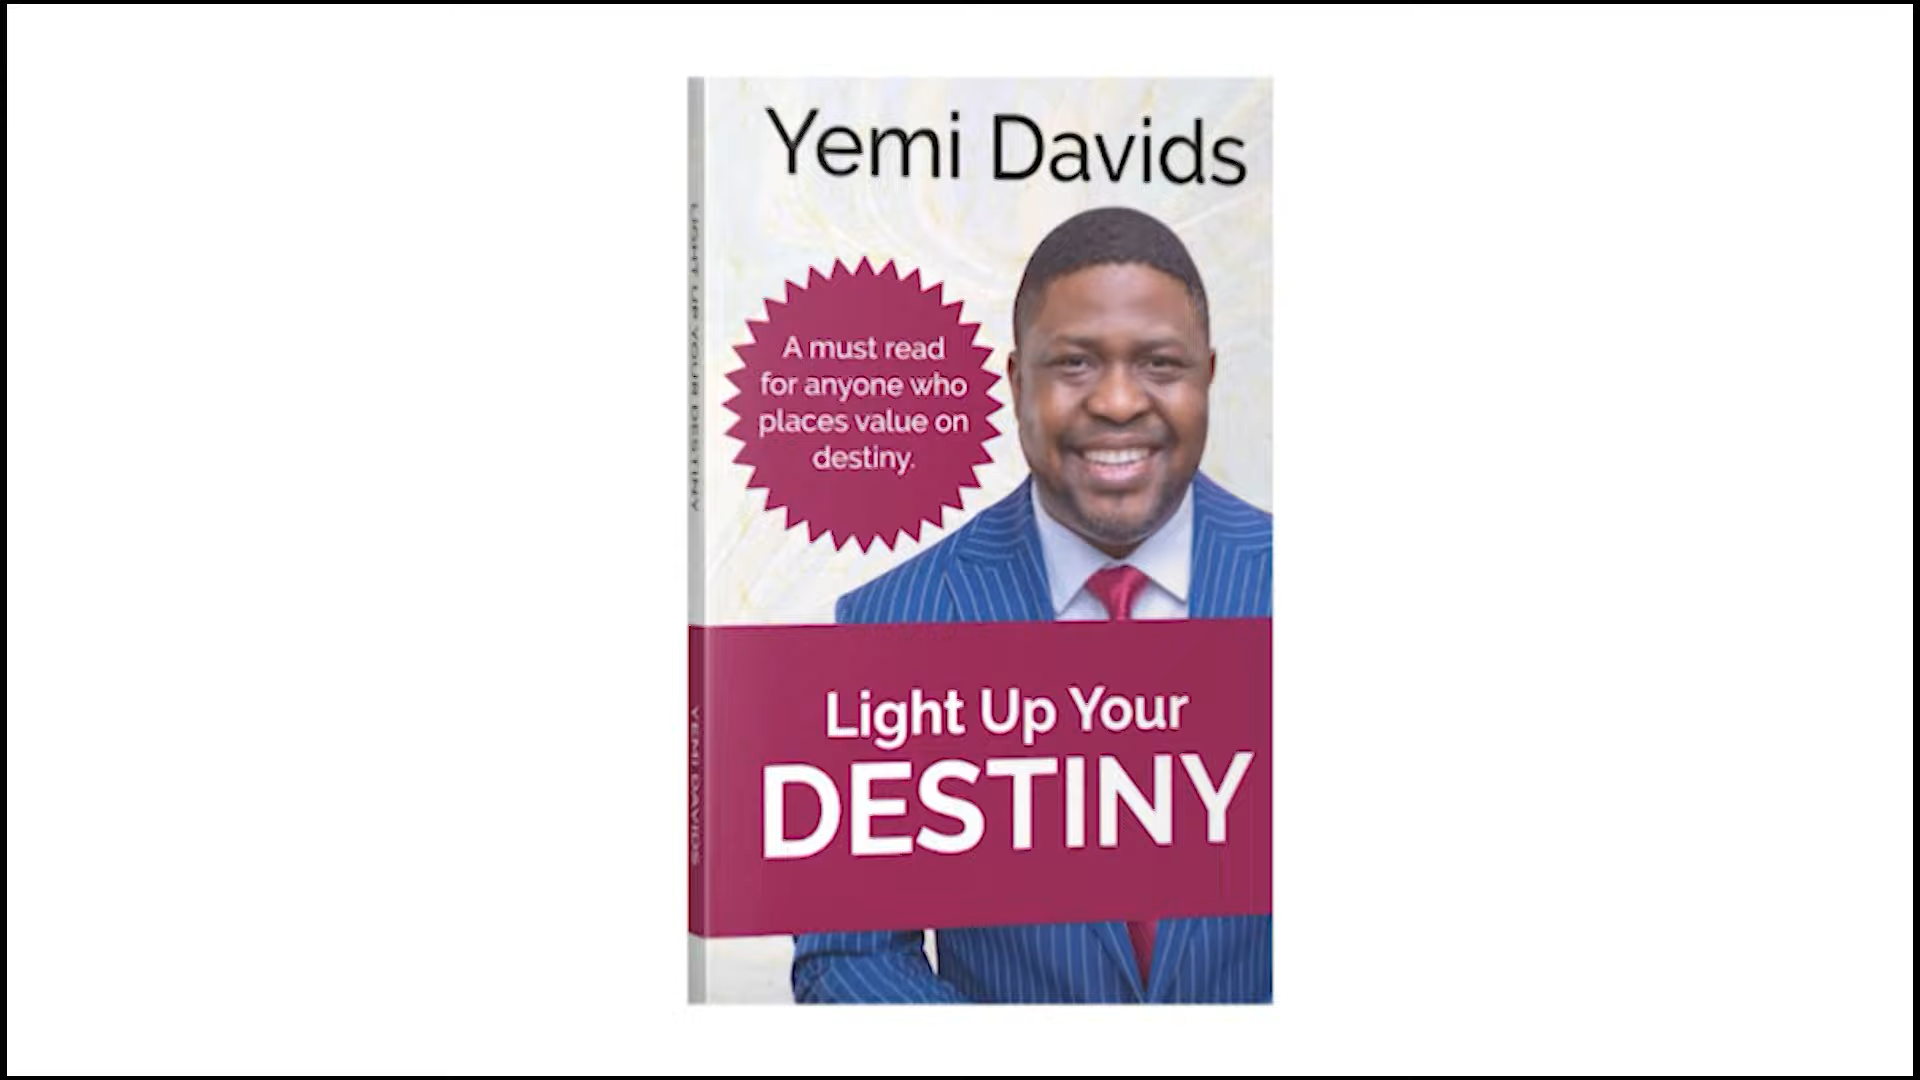 Yemi Davids
A must read
for anyone who
places value on
destiny.
Light Up Your
DESTINY
LIGHT UP YOUR DESTINY
YEMI DAVIDS